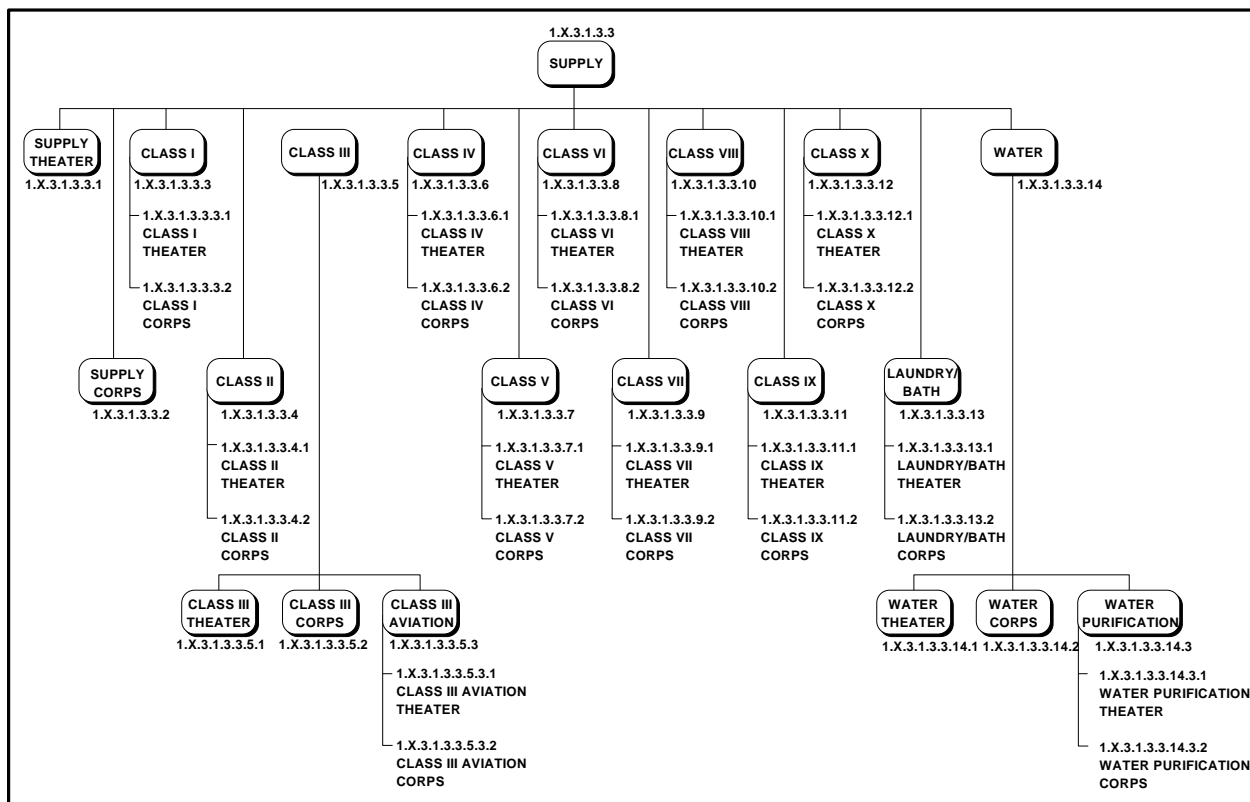 1.X.3.1.3.3
SUPPLY
SUPPLY
THEATER
1.X.3.1.3.3.1
CLASS I
1.X.3.1.3.3.3
1.X.3.1.3.3.3.1
CLASS I
THEATER
1.X.3.1.3.3.3.2
CLASS I
CORPS
CLASS III
1.X.3.1.3.3.5
CLASS IV
1.X.3.1.3.3.6
1.X.3.1.3.3.6.1
CLASS IV
THEATER
1.X.3.1.3.3.6.2
CLASS IV
CORPS
CLASS VI
1.X.3.1.3.3.8
1.X.3.1.3.3.8.1
CLASS VI
THEATER
1.X.3.1.3.3.8.2
CLASS VI
CORPS
CLASS VIII
1.X.3.1.3.3.10
1.X.3.1.3.3.10.1
CLASS VIII
THEATER
1.X.3.1.3.3.10.2
CLASS VIII
CORPS
CLASS X
1.X.3.1.3.3.12
1.X.3.1.3.3.12.1
CLASS X
THEATER
1.X.3.1.3.3.12.2
CLASS X
CORPS
WATER
1.X.3.1.3.3.14
SUPPLY
CORPS
1.X.3.1.3.3.2
CLASS II
1.X.3.1.3.3.4
1.X.3.1.3.3.4.1
CLASS II
THEATER
1.X.3.1.3.3.4.2
CLASS II
CORPS
CLASS V
1.X.3.1.3.3.7
1.X.3.1.3.3.7.1
CLASS V
THEATER
1.X.3.1.3.3.7.2
CLASS V
CORPS
CLASS VII
1.X.3.1.3.3.9
1.X.3.1.3.3.9.1
CLASS VII
THEATER
1.X.3.1.3.3.9.2
CLASS VII
CORPS
CLASS IX
1.X.3.1.3.3.11
1.X.3.1.3.3.11.1
CLASS IX
THEATER
1.X.3.1.3.3.11.2
CLASS IX
CORPS
LAUNDRY/
BATH
1.X.3.1.3.3.13
1.X.3.1.3.3.13.1
LAUNDRY/BATH
THEATER
1.X.3.1.3.3.13.2
LAUNDRY/BATH
CORPS
CLASS III
THEATER
1.X.3.1.3.3.5.1
CLASS III
CORPS
1.X.3.1.3.3.5.2
CLASS III
AVIATION
1.X.3.1.3.3.5.3
1.X.3.1.3.3.5.3.1
CLASS III AVIATION
THEATER
1.X.3.1.3.3.5.3.2
CLASS III AVIATION
CORPS
WATER
THEATER
1.X.3.1.3.3.14.1
WATER
CORPS
1.X.3.1.3.3.14.2
WATER
PURIFICATION
1.X.3.1.3.3.14.3
1.X.3.1.3.3.14.3.1
WATER PURIFICATION
THEATER
1.X.3.1.3.3.14.3.2
WATER PURIFICATION
CORPS